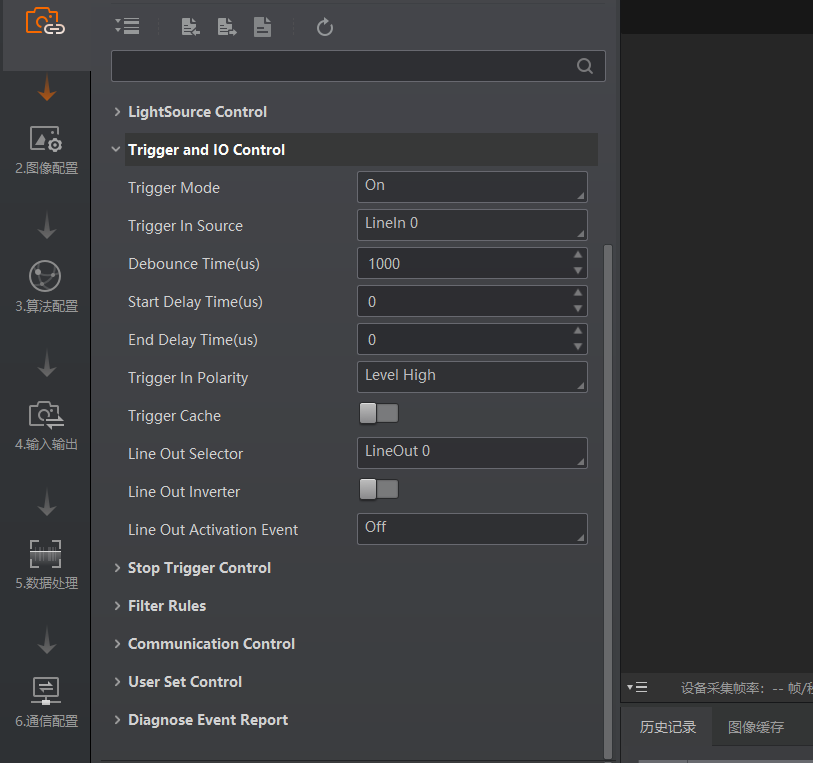 2.图像配置
3.算法配置
4.输入输出
5.数据处理
6.通信配置
LightSource Control
Trigger and IO Control
Trigger Mode On
Trigger In Source LineIn 0
Debounce Time(us) 1000
Start Delay Time(us) 0
End Delay Time(us) 0
Trigger In Polarity Level High
Trigger Cache
Line Out Selector LineOut 0
Line Out Inverter
Line Out Activation Event Off
Stop Trigger Control
Filter Rules
Communication Control
User Set Control
Diagnose Event Report
设备采集帧率: -- 帧/秒
历史记录 图像缓存